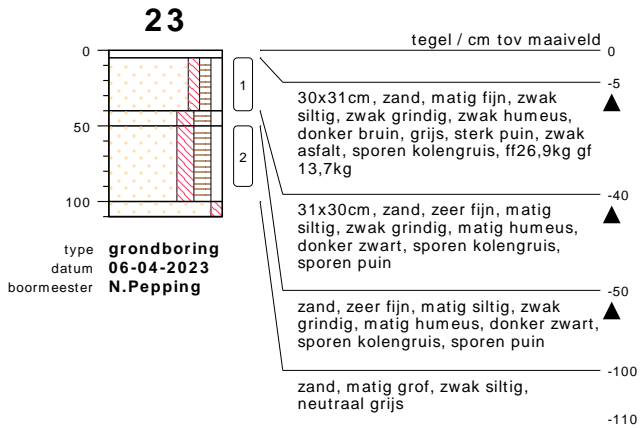 23
tegel / cm tov maaiveld
0
0
-5
1
30x31cm, zand, matig fijn, zwak
siltig, zwak grindig, zwak humeus,
donker bruin, grijs, sterk puin, zwak
asfalt, sporen kolengruis, ff26,9kg gf
13,7kg
50
2
-40
31x30cm, zand, zeer fijn, matig
siltig, zwak grindig, matig humeus,
donker zwart, sporen kolengruis,
sporen puin
100
type grondboring
datum 06-04-2023
boormeester N.Pepping
-50
zand, zeer fijn, matig siltig, zwak
grindig, matig humeus, donker zwart,
sporen kolengruis, sporen puin
-100
zand, matig grof, zwak siltig,
neutraal grijs
-110